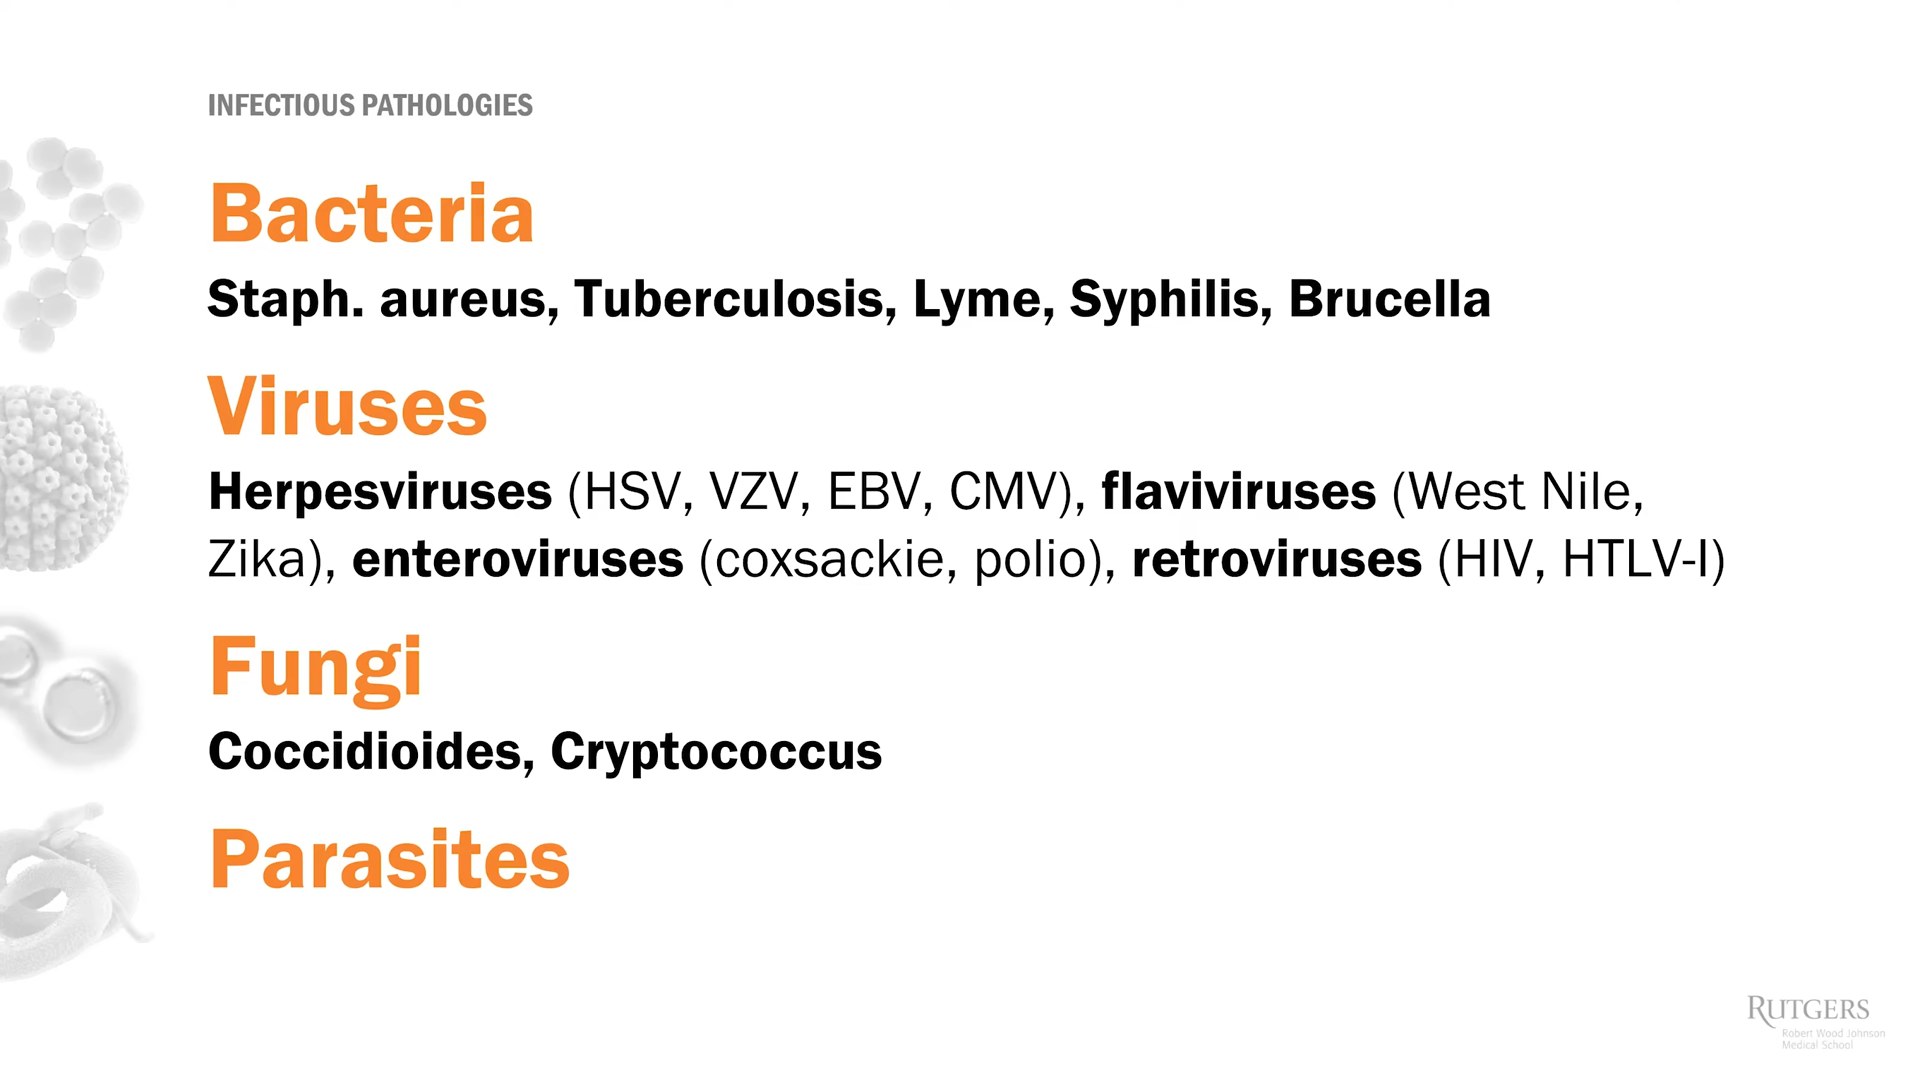 INFECTIOUS PATHOLOGIES
Bacteria
Staph. aureus, Tuberculosis, Lyme, Syphilis, Brucella
Viruses
Herpesviruses (HSV, VZV, EBV, CMV), flaviviruses (West Nile,
Zika), enteroviruses (coxsackie, polio), retroviruses (HIV, HTLV-I)
Fungi
Coccidioides, Cryptococcus
Parasites
RUTGERS
Robert Wood Johnson
Medical School